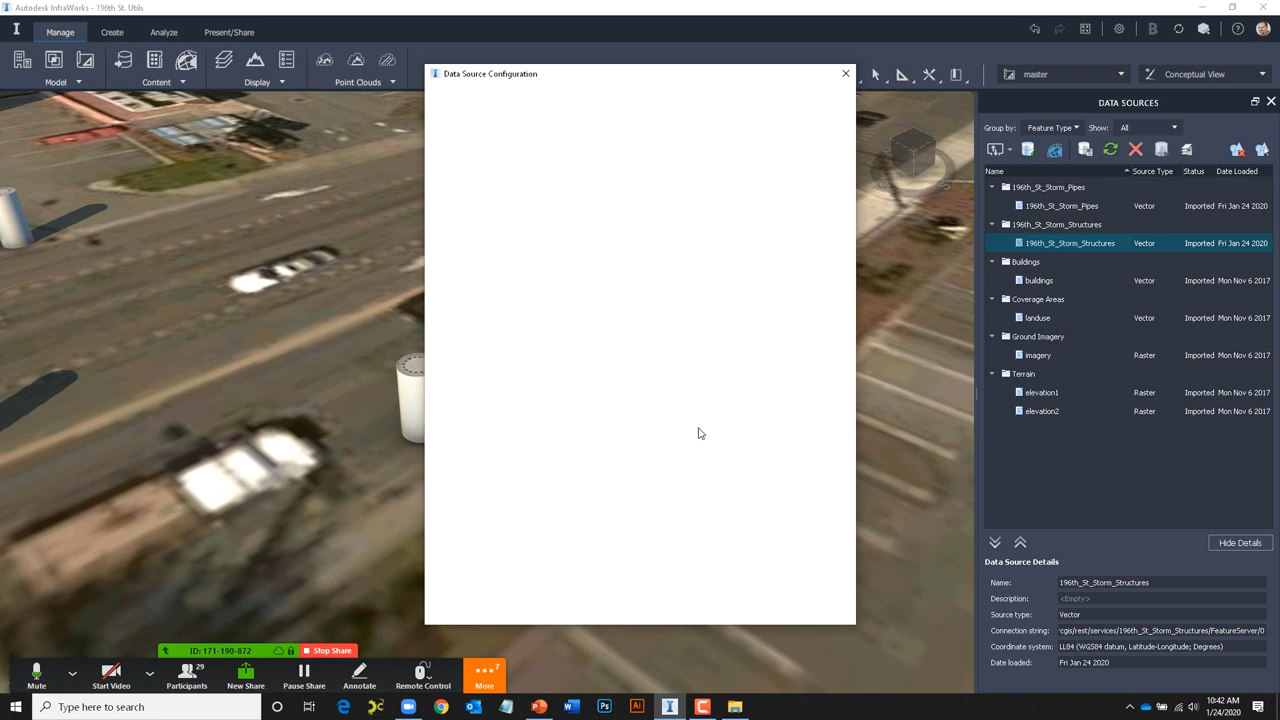 Autodesk InfraWorks - 196th St. Utils
Manage Create Analyze Present/Share
Model Content Display Point Clouds
master Conceptual View
Data Source Configuration
DATA SOURCES
Group by: Feature Type Show: All
Name Source Type Status Date Loaded
196th_St_Storm_Pipes
196th_St_Storm_Pipes Vector Imported Fri Jan 24 2020
196th_St_Storm_Structures
196th_St_Storm_Structures Vector Imported Fri Jan 24 2020
Buildings
buildings Vector Imported Mon Nov 6 2017
Coverage Areas
landuse Vector Imported Mon Nov 6 2017
Ground Imagery
imagery Raster Imported Mon Nov 6 2017
Terrain
elevation1 Raster Imported Mon Nov 6 2017
elevation2 Raster Imported Mon Nov 6 2017
Hide Details
Data Source Details
Name: 196th_St_Storm_Structures
Description: <Empty>
Source type: Vector
Connection string: rcgis/rest/services/196th_St_Storm_Structures/FeatureServer/0
Coordinate system: LL84 (WGS84 datum, Latitude-Longitude; Degrees)
Date loaded: Fri Jan 24 2020
ID: 171-190-872 Stop Share
29 7
Mute Start Video Participants New Share Pause Share Annotate Remote Control More
Type here to search
10:42 AM
1/24/2020